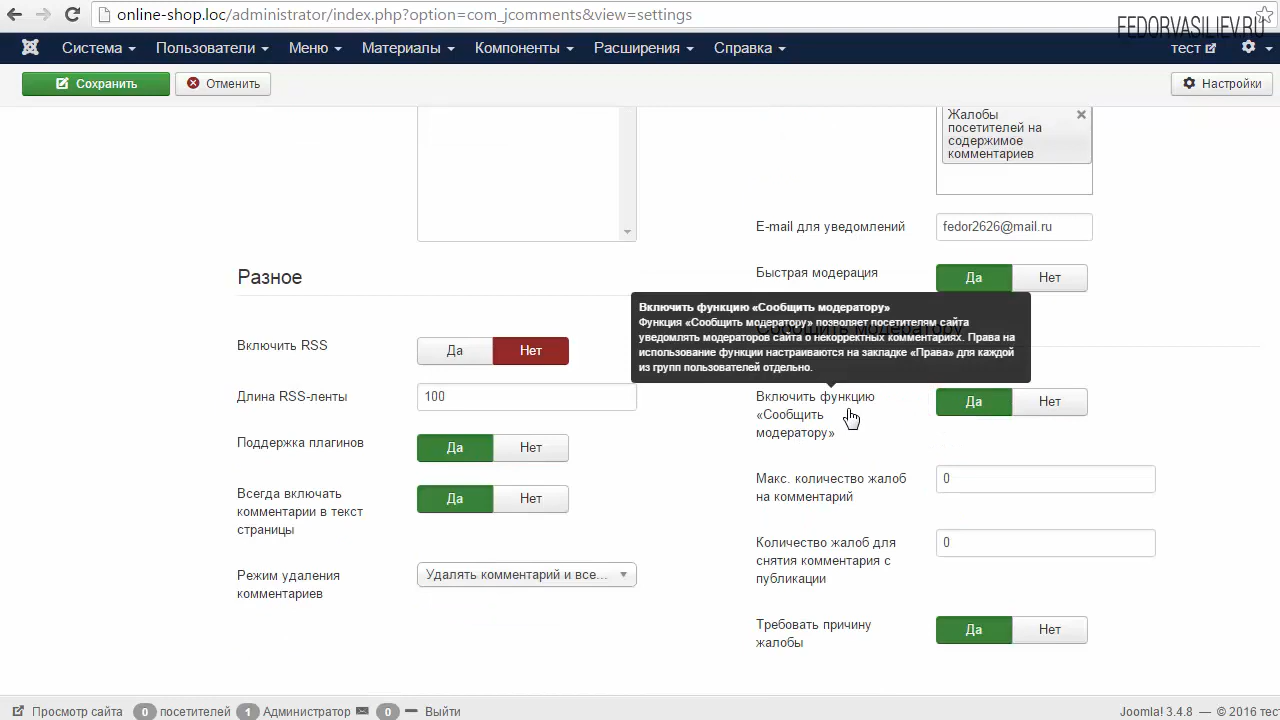 online-shop.loc/administrator/index.php?option=com_jcomments&view=settings
FEDORVASILIEV.RU
Система Пользователи Меню Материалы Компоненты Расширения Справка тест
Сохранить Отменить Настройки
Жалобы
посетителей на
содержимое
комментариев
E-mail для уведомлений fedor2626@mail.ru
Быстрая модерация Да Нет
Разное
Включить функцию «Сообщить модератору»
Функция «Сообщить модератору» позволяет посетителям сайта
уведомлять модераторов сайта о некорректных комментариях. Права на
использование функции настраиваются на закладке «Права» для каждой
из групп пользователей отдельно.
Включить RSS Да Нет
Длина RSS-ленты 100
Поддержка плагинов Да Нет
Всегда включать
комментарии в текст
страницы
Да Нет
Режим удаления
комментариев
Удалять комментарий и все...
Включить функцию
«Сообщить
модератору»
Да Нет
Макс. количество жалоб
на комментарий
0
Количество жалоб для
снятия комментария с
публикации
0
Требовать причину
жалобы
Да Нет
Просмотр сайта 0 посетителей 1 Администратор 0 Выйти
Joomla! 3.4.8 — © 2016 тес